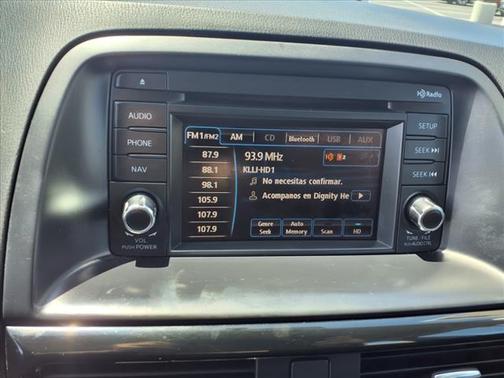 HD Radio
AUDIO
PHONE
NAV
FM1/FM2 AM CD Bluetooth USB AUX
87.9
88.1
98.1
105.9
107.9
107.9
93.9 MHz
KLLI-HD1
No necesitas confirmar.
Acompanos en Dignity He
Genre Seek
Auto Memory
Scan
HD
SETUP
SEEK
SEEK
VOL
PUSH POWER
TUNE · FILE